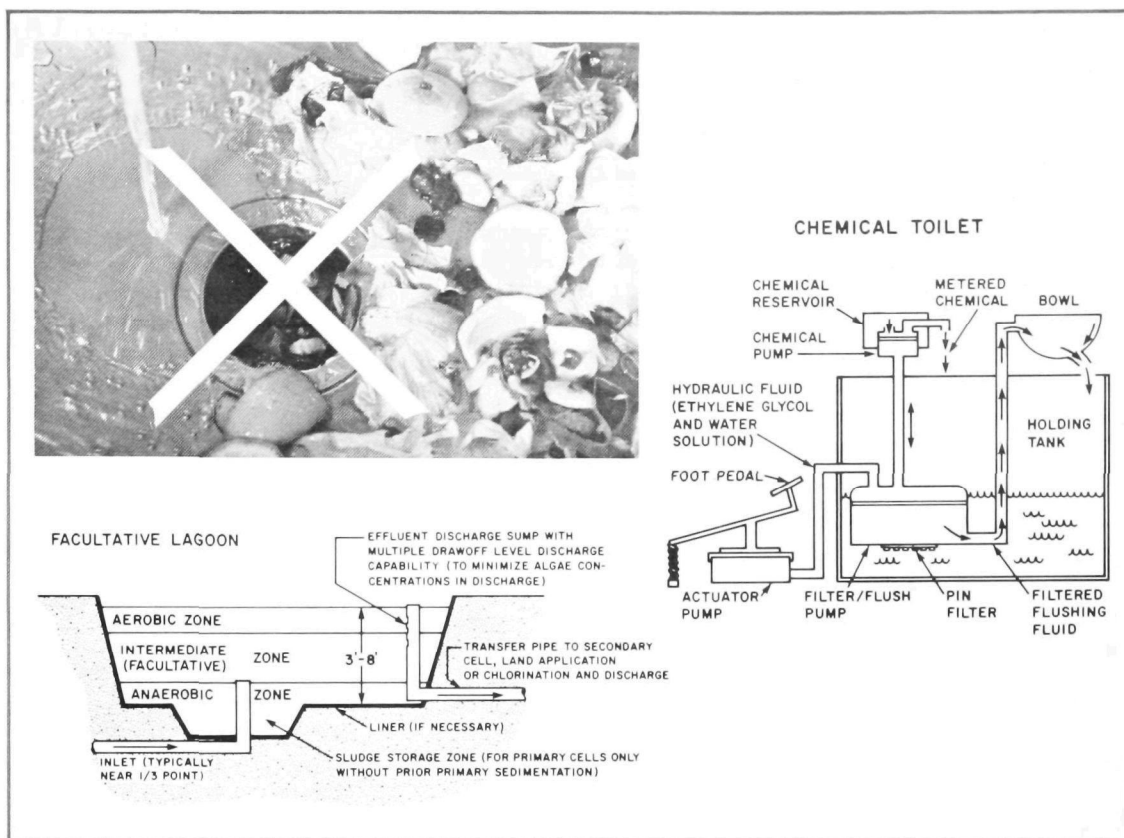 CHEMICAL TOILET
CHEMICAL
RESERVOIR
METERED
CHEMICAL
BOWL
CHEMICAL
PUMP
HYDRAULIC FLUID
(ETHYLENE GLYCOL
AND WATER
SOLUTION)
HOLDING
TANK
FOOT PEDAL
ACTUATOR
PUMP
FILTER/FLUSH
PUMP
PIN
FILTER
FILTERED
FLUSHING
FLUID
FACULTATIVE LAGOON
EFFLUENT DISCHARGE SUMP WITH
MULTIPLE DRAWOFF LEVEL DISCHARGE
CAPABILITY (TO MINIMIZE ALGAE CON-
CENTRATIONS IN DISCHARGE)
AEROBIC ZONE
INTERMEDIATE
(FACULTATIVE) ZONE
3'-8'
TRANSFER PIPE TO SECONDARY
CELL, LAND APPLICATION
OR CHLORINATION AND DISCHARGE
ANAEROBIC ZONE
LINER (IF NECESSARY)
SLUDGE STORAGE ZONE (FOR PRIMARY CELLS ONLY
WITHOUT PRIOR PRIMARY SEDIMENTATION)
INLET (TYPICALLY
NEAR 1/3 POINT)